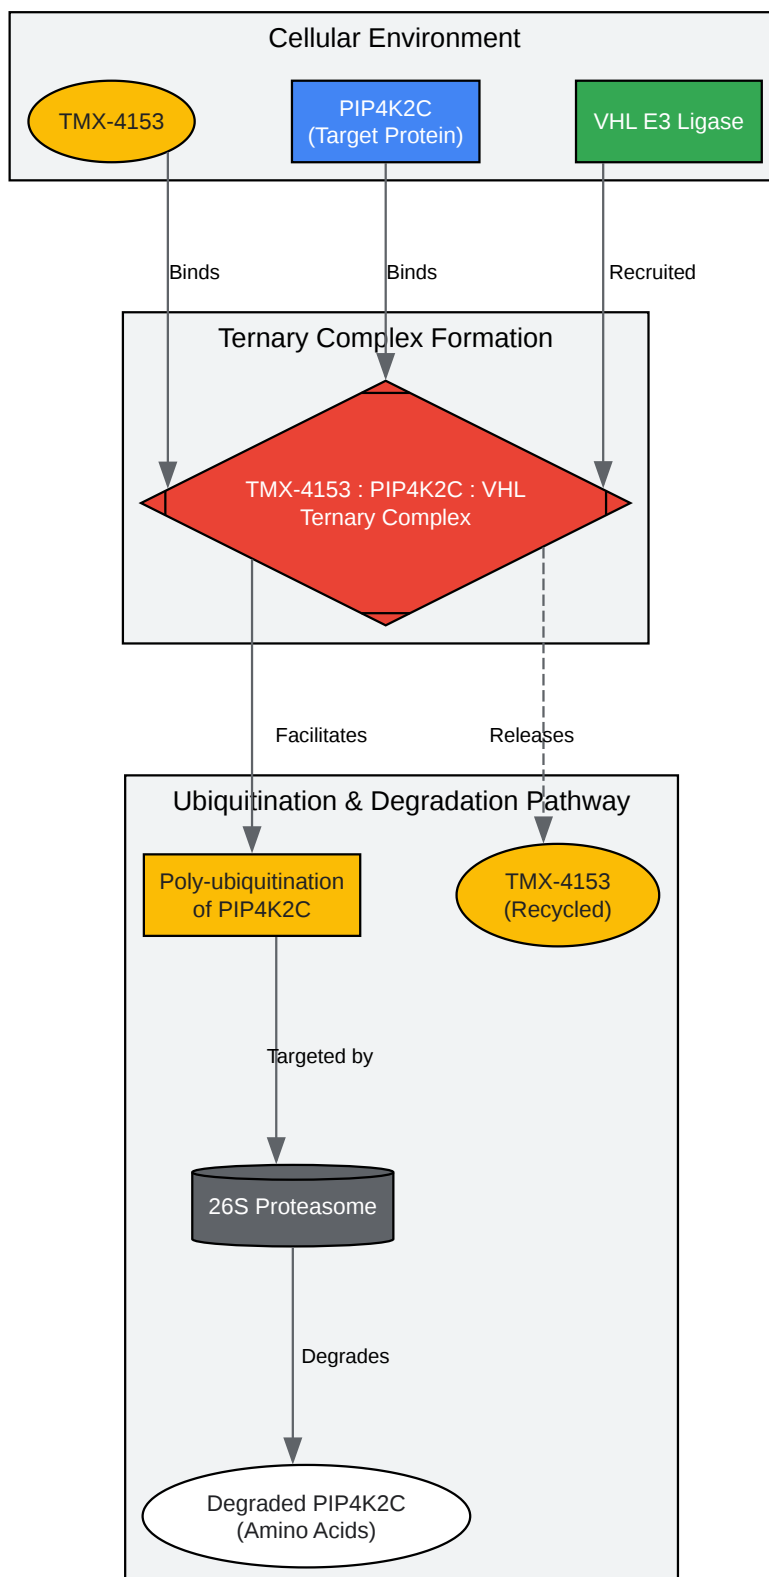 Cellular Environment
TMX-4153
PIP4K2C
(Target Protein)
VHL E3 Ligase
Binds
Binds
Recruited
Ternary Complex Formation
TMX-4153 : PIP4K2C : VHL
Ternary Complex
Facilitates
Releases
Ubiquitination & Degradation Pathway
Poly-ubiquitination
of PIP4K2C
TMX-4153
(Recycled)
Targeted by
26S Proteasome
Degrades
Degraded PIP4K2C
(Amino Acids)